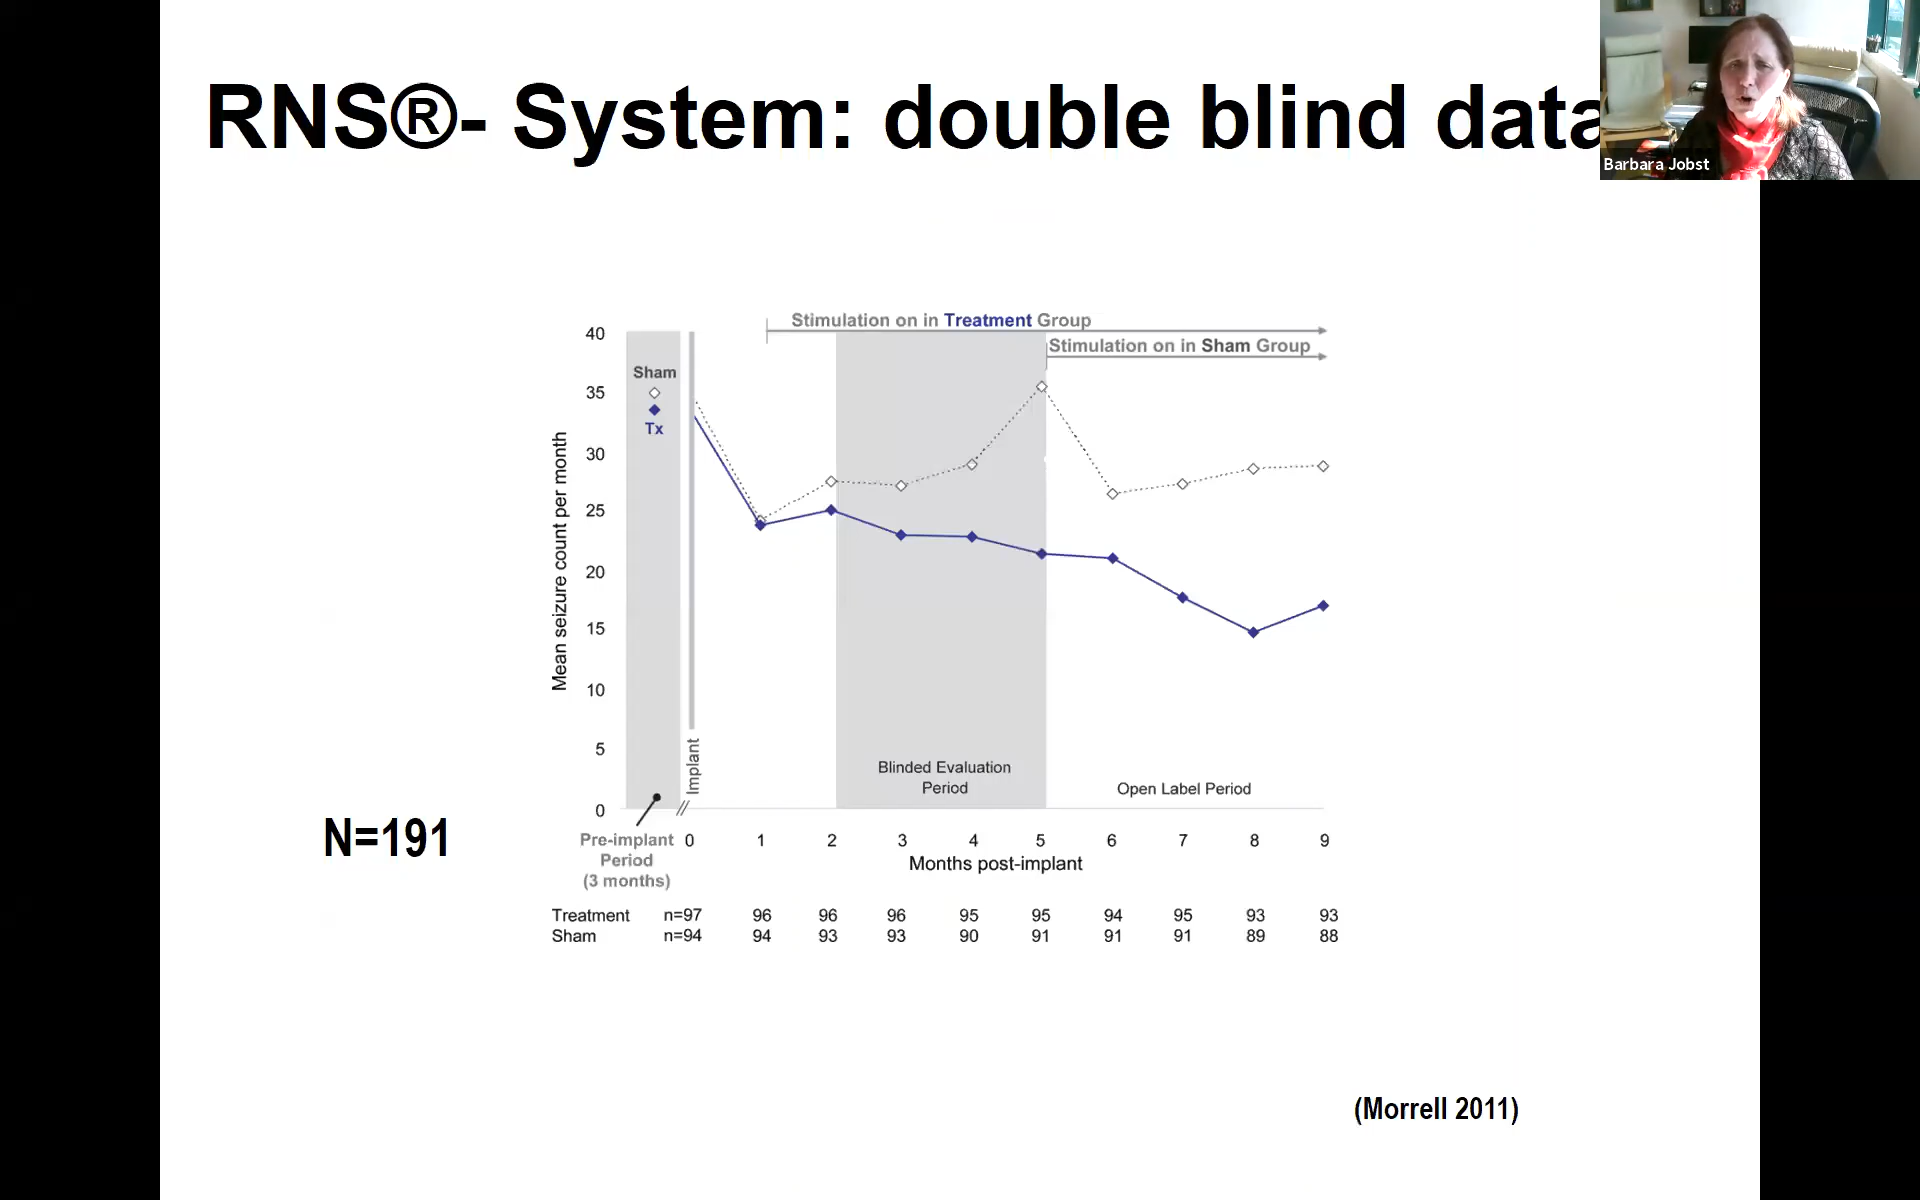 RNS®- System: double blind data
Barbara Jobst
Stimulation on in Treatment Group
Stimulation on in Sham Group
40
35
30
25
20
15
10
5
0
Mean seizure count per month
Sham
Tx
Implant
Blinded Evaluation
Period
Open Label Period
N=191
Pre-implant
Period
(3 months)
0 1 2 3 4 5 6 7 8 9
Months post-implant
Treatment n=97 96 96 96 95 95 94 95 93 93
Sham n=94 94 93 93 90 91 91 91 89 88
(Morrell 2011)